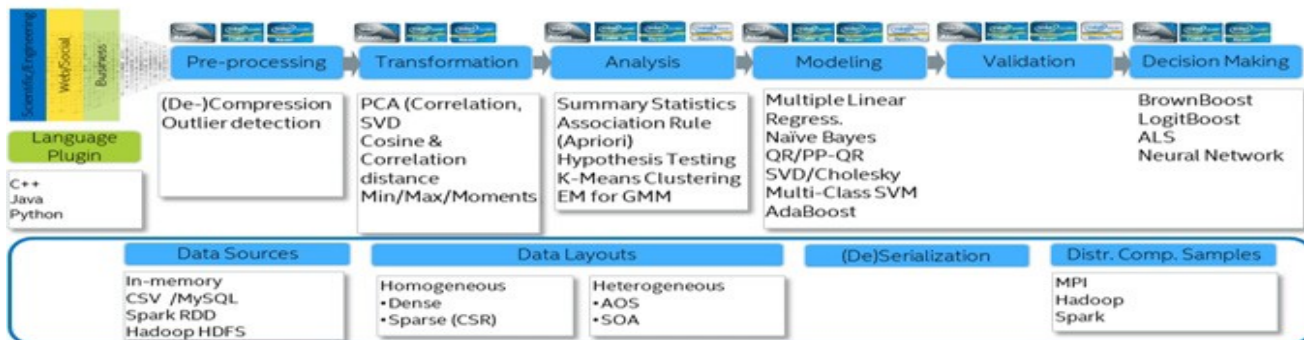 Scientific/Engineering
Web/Social
Business
Pre-processing
Transformation
Analysis
Modeling
Validation
Decision Making
(De-)Compression
Outlier detection
PCA (Correlation,
SVD
Cosine &
Correlation
distance
Min/Max/Moments
Summary Statistics
Association Rule
(Apriori)
Hypothesis Testing
K-Means Clustering
EM for GMM
Multiple Linear
Regress.
Naïve Bayes
QR/PP-QR
SVD/Cholesky
Multi-Class SVM
AdaBoost
BrownBoost
LogitBoost
ALS
Neural Network
Language
Plugin
C++
Java
Python
Data Sources
In-memory
CSV /MySQL
Spark RDD
Hadoop HDFS
Data Layouts
Homogeneous
•Dense
•Sparse (CSR)
Heterogeneous
•AOS
•SOA
(De)Serialization
Distr. Comp. Samples
MPI
Hadoop
Spark